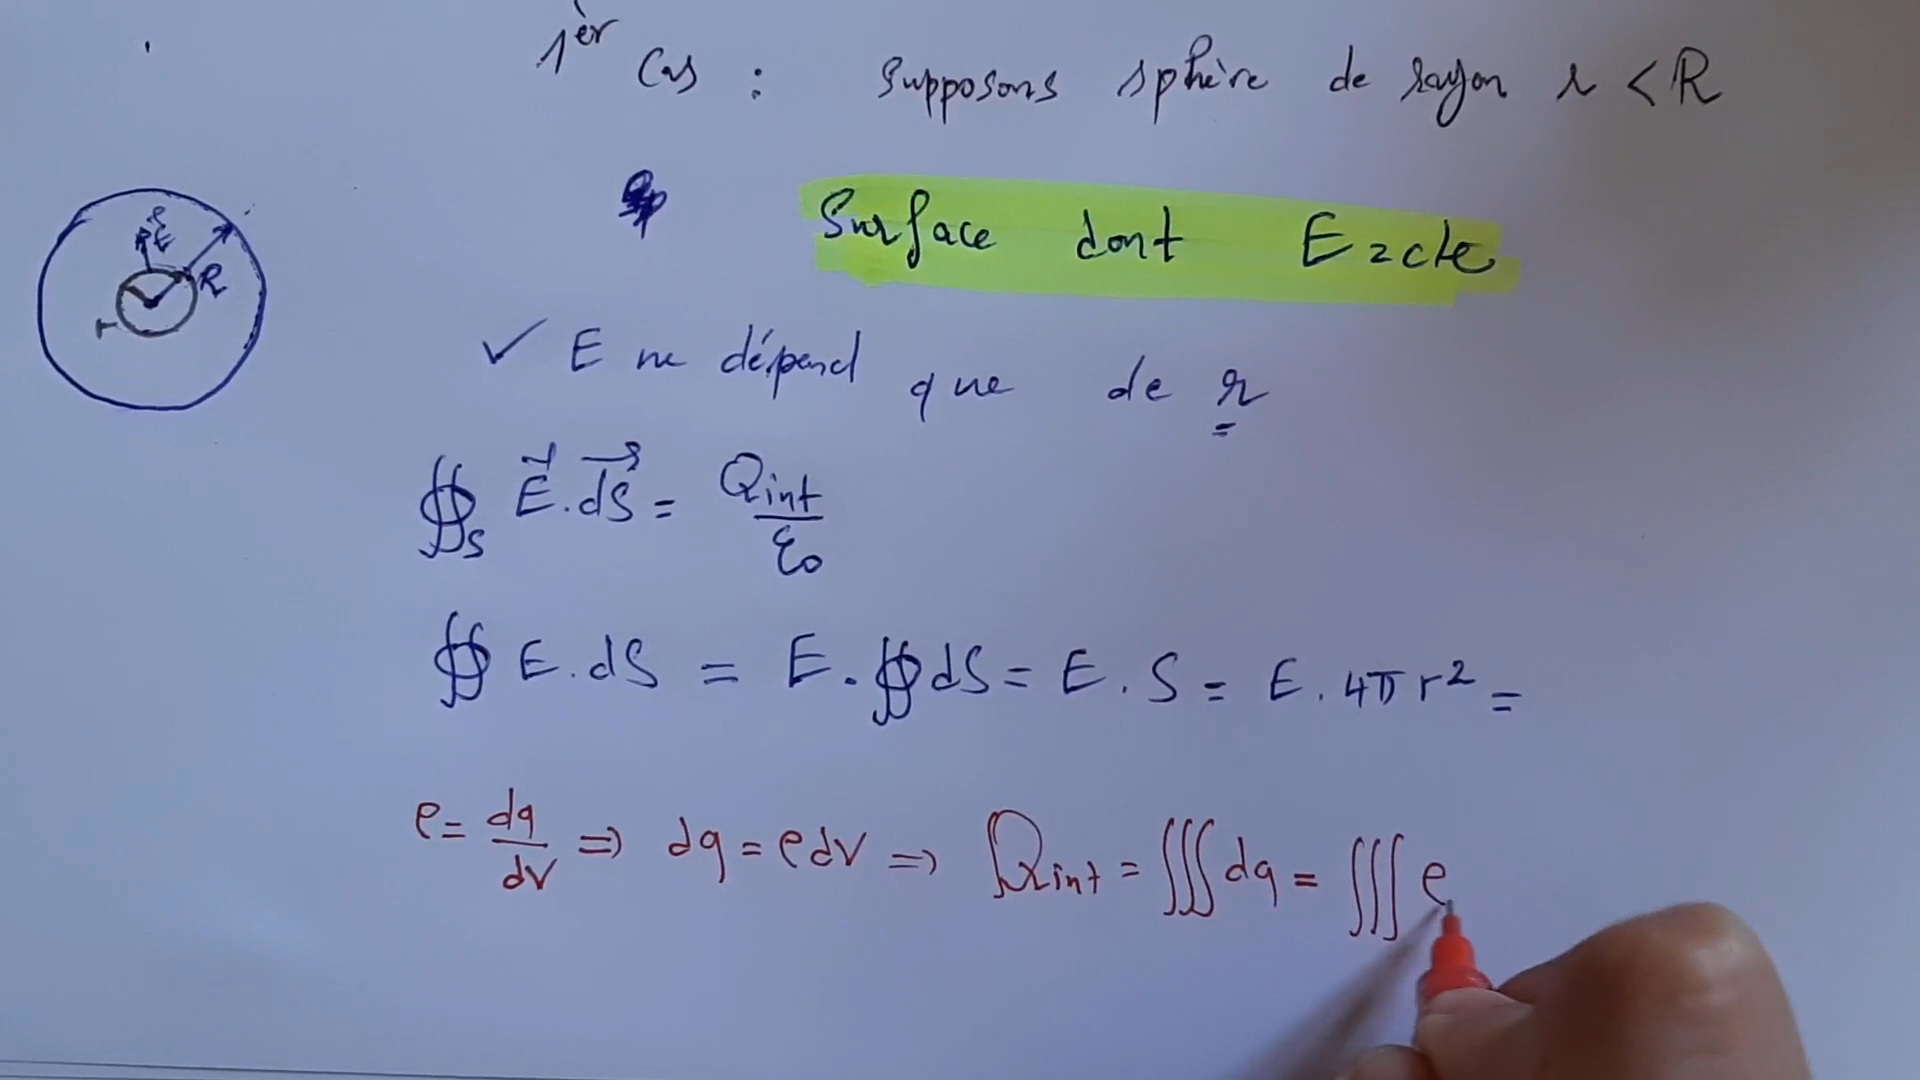 1èr Cas : supposons sphère de rayon r < R
Surface dont E = cte
E
R
r
✓ E ne dépend que de r
∯S E⃗.dS⃗ = Qint/ε0
∯ E.dS = E.∯dS = E.S = E.4πr² =
ρ = dq/dV ⇒ dq = ρdV ⇒ Qint = ∭dq = ∭ρ